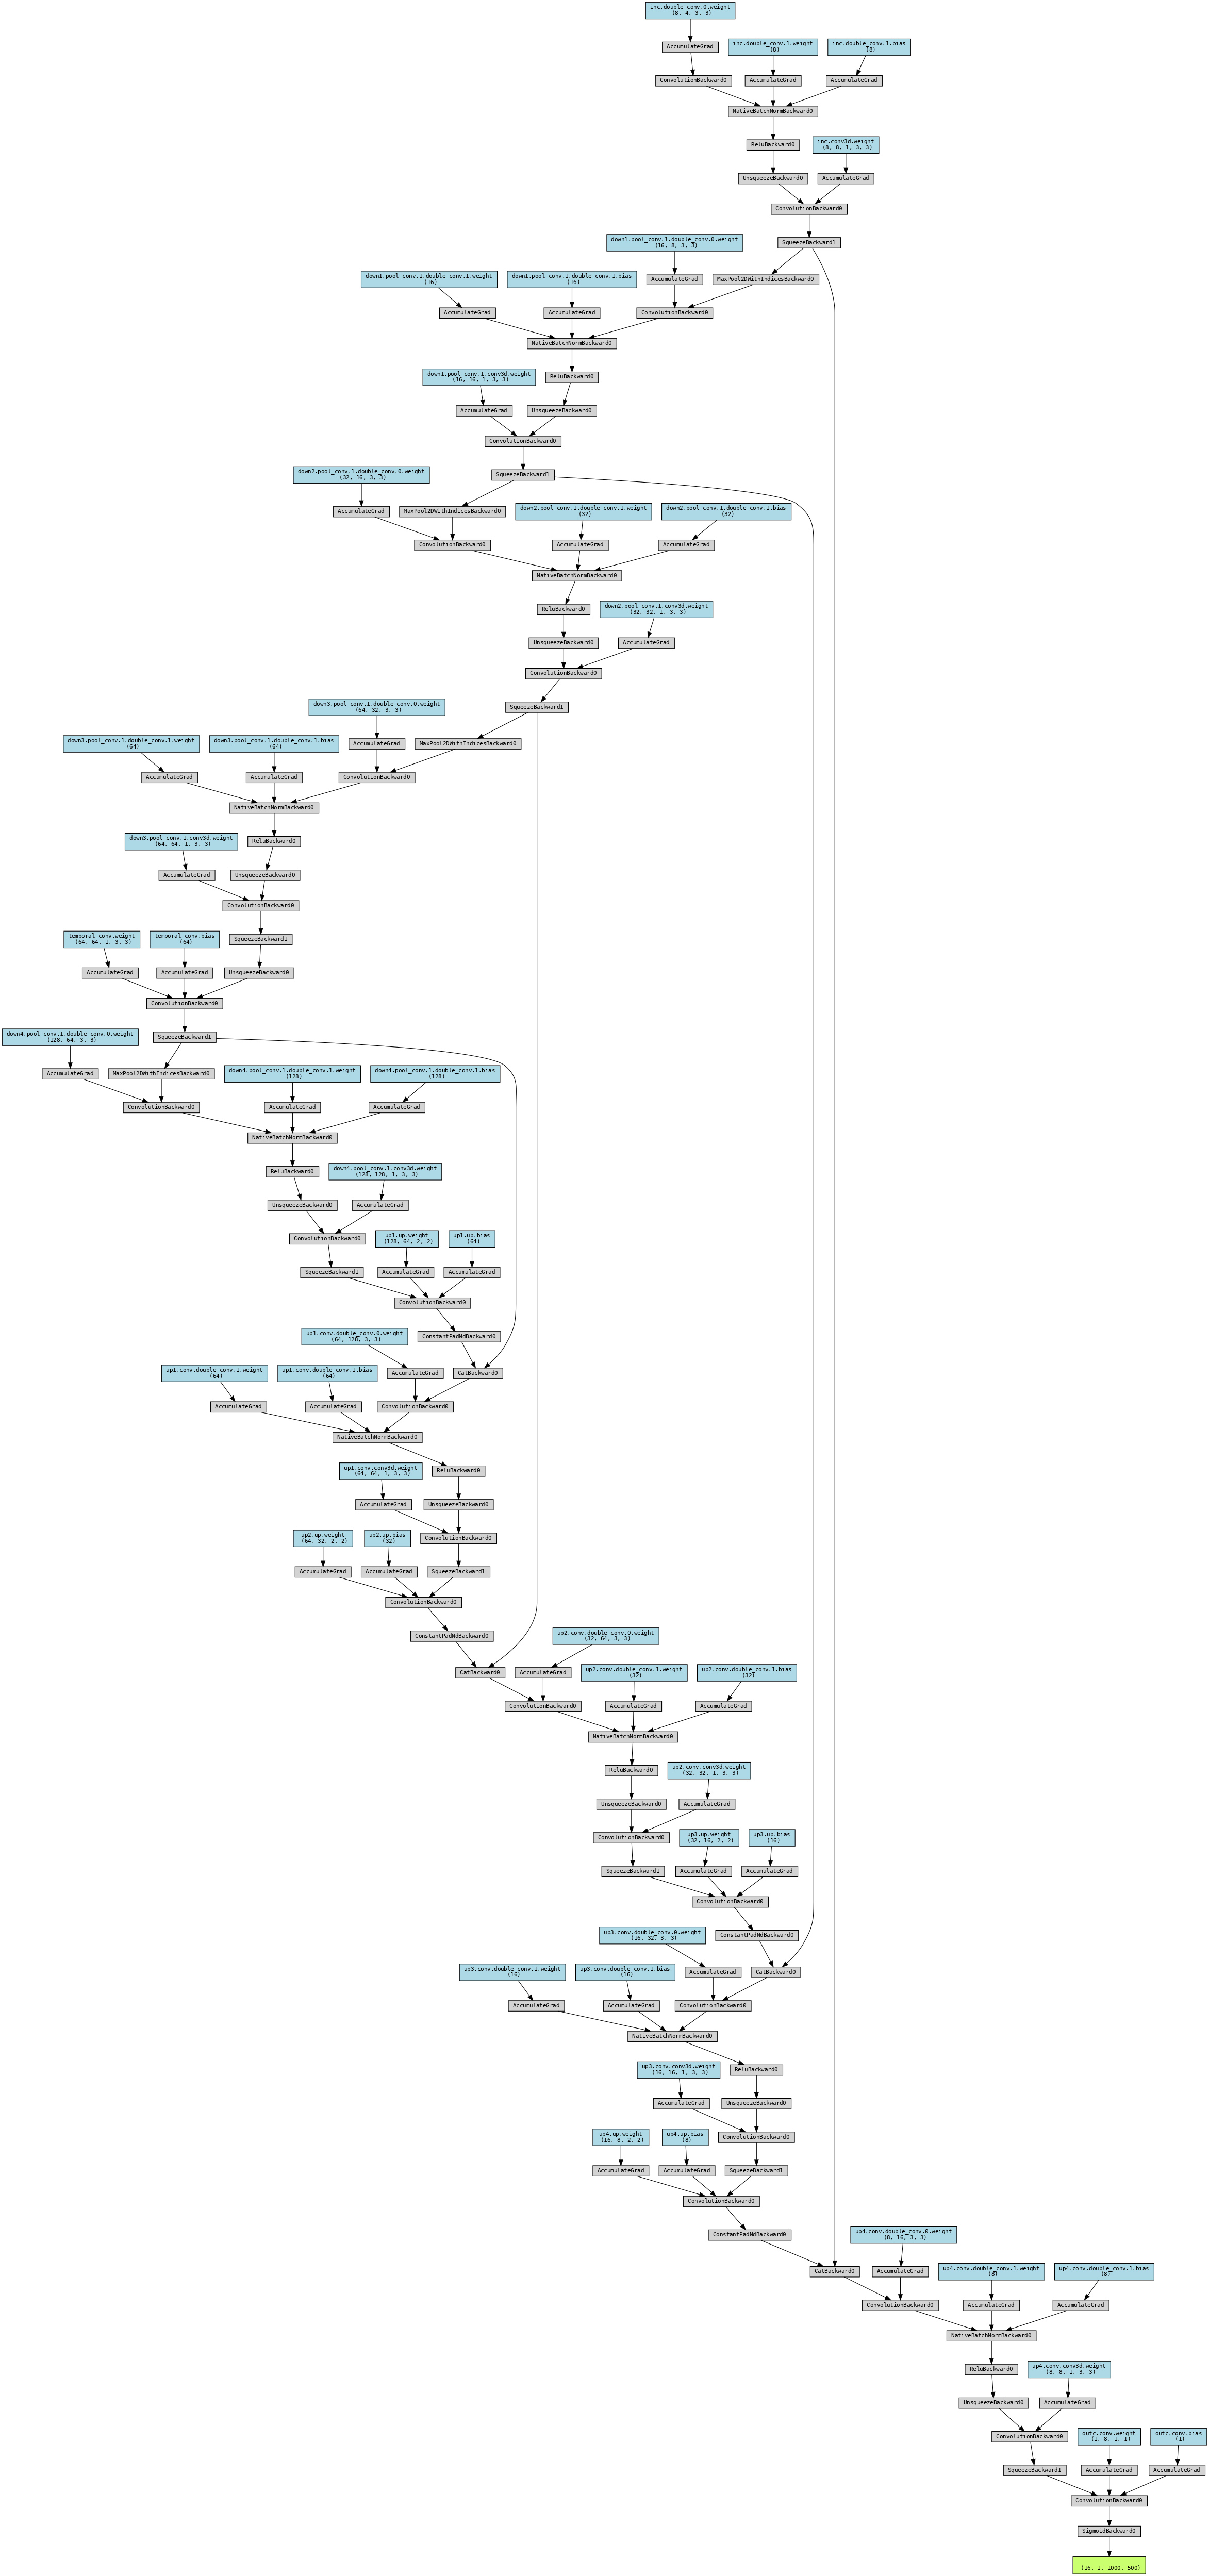 inc.double_conv.0.weight
(8, 4, 3, 3)
AccumulateGrad
inc.double_conv.1.weight
(8)
inc.double_conv.1.bias
(8)
ConvolutionBackward0
AccumulateGrad
AccumulateGrad
NativeBatchNormBackward0
ReluBackward0
inc.conv3d.weight
(8, 8, 1, 3, 3)
UnsqueezeBackward0
AccumulateGrad
ConvolutionBackward0
down1.pool_conv.1.double_conv.0.weight
(16, 8, 3, 3)
SqueezeBackward1
down1.pool_conv.1.double_conv.1.weight
(16)
down1.pool_conv.1.double_conv.1.bias
(16)
AccumulateGrad
MaxPool2DWithIndicesBackward0
AccumulateGrad
AccumulateGrad
ConvolutionBackward0
NativeBatchNormBackward0
down1.pool_conv.1.conv3d.weight
(16, 16, 1, 3, 3)
ReluBackward0
AccumulateGrad
UnsqueezeBackward0
ConvolutionBackward0
down2.pool_conv.1.double_conv.0.weight
(32, 16, 3, 3)
SqueezeBackward1
AccumulateGrad
MaxPool2DWithIndicesBackward0
down2.pool_conv.1.double_conv.1.weight
(32)
down2.pool_conv.1.double_conv.1.bias
(32)
ConvolutionBackward0
AccumulateGrad
AccumulateGrad
NativeBatchNormBackward0
ReluBackward0
down2.pool_conv.1.conv3d.weight
(32, 32, 1, 3, 3)
UnsqueezeBackward0
AccumulateGrad
ConvolutionBackward0
down3.pool_conv.1.double_conv.0.weight
(64, 32, 3, 3)
SqueezeBackward1
down3.pool_conv.1.double_conv.1.weight
(64)
down3.pool_conv.1.double_conv.1.bias
(64)
AccumulateGrad
MaxPool2DWithIndicesBackward0
AccumulateGrad
AccumulateGrad
ConvolutionBackward0
NativeBatchNormBackward0
down3.pool_conv.1.conv3d.weight
(64, 64, 1, 3, 3)
ReluBackward0
AccumulateGrad
UnsqueezeBackward0
ConvolutionBackward0
temporal_conv.weight
(64, 64, 1, 3, 3)
temporal_conv.bias
(64)
SqueezeBackward1
AccumulateGrad
AccumulateGrad
UnsqueezeBackward0
ConvolutionBackward0
down4.pool_conv.1.double_conv.0.weight
(128, 64, 3, 3)
SqueezeBackward1
AccumulateGrad
MaxPool2DWithIndicesBackward0
down4.pool_conv.1.double_conv.1.weight
(128)
down4.pool_conv.1.double_conv.1.bias
(128)
ConvolutionBackward0
AccumulateGrad
AccumulateGrad
NativeBatchNormBackward0
ReluBackward0
down4.pool_conv.1.conv3d.weight
(128, 128, 1, 3, 3)
UnsqueezeBackward0
AccumulateGrad
ConvolutionBackward0
up1.up.weight
(128, 64, 2, 2)
up1.up.bias
(64)
SqueezeBackward1
AccumulateGrad
AccumulateGrad
ConvolutionBackward0
up1.conv.double_conv.0.weight
(64, 128, 3, 3)
ConstantPadNdBackward0
up1.conv.double_conv.1.weight
(64)
up1.conv.double_conv.1.bias
(64)
AccumulateGrad
CatBackward0
AccumulateGrad
AccumulateGrad
ConvolutionBackward0
NativeBatchNormBackward0
up1.conv.conv3d.weight
(64, 64, 1, 3, 3)
ReluBackward0
AccumulateGrad
UnsqueezeBackward0
up2.up.weight
(64, 32, 2, 2)
up2.up.bias
(32)
ConvolutionBackward0
AccumulateGrad
AccumulateGrad
SqueezeBackward1
ConvolutionBackward0
ConstantPadNdBackward0
up2.conv.double_conv.0.weight
(32, 64, 3, 3)
CatBackward0
AccumulateGrad
up2.conv.double_conv.1.weight
(32)
up2.conv.double_conv.1.bias
(32)
ConvolutionBackward0
AccumulateGrad
AccumulateGrad
NativeBatchNormBackward0
ReluBackward0
up2.conv.conv3d.weight
(32, 32, 1, 3, 3)
UnsqueezeBackward0
AccumulateGrad
ConvolutionBackward0
up3.up.weight
(32, 16, 2, 2)
up3.up.bias
(16)
SqueezeBackward1
AccumulateGrad
AccumulateGrad
ConvolutionBackward0
up3.conv.double_conv.0.weight
(16, 32, 3, 3)
ConstantPadNdBackward0
up3.conv.double_conv.1.weight
(16)
up3.conv.double_conv.1.bias
(16)
AccumulateGrad
CatBackward0
AccumulateGrad
AccumulateGrad
ConvolutionBackward0
NativeBatchNormBackward0
up3.conv.conv3d.weight
(16, 16, 1, 3, 3)
ReluBackward0
AccumulateGrad
UnsqueezeBackward0
up4.up.weight
(16, 8, 2, 2)
up4.up.bias
(8)
ConvolutionBackward0
AccumulateGrad
AccumulateGrad
SqueezeBackward1
ConvolutionBackward0
ConstantPadNdBackward0
up4.conv.double_conv.0.weight
(8, 16, 3, 3)
CatBackward0
AccumulateGrad
up4.conv.double_conv.1.weight
(8)
up4.conv.double_conv.1.bias
(8)
ConvolutionBackward0
AccumulateGrad
AccumulateGrad
NativeBatchNormBackward0
ReluBackward0
up4.conv.conv3d.weight
(8, 8, 1, 3, 3)
UnsqueezeBackward0
AccumulateGrad
ConvolutionBackward0
outc.conv.weight
(1, 8, 1, 1)
outc.conv.bias
(1)
SqueezeBackward1
AccumulateGrad
AccumulateGrad
ConvolutionBackward0
SigmoidBackward0
(16, 1, 1000, 500)